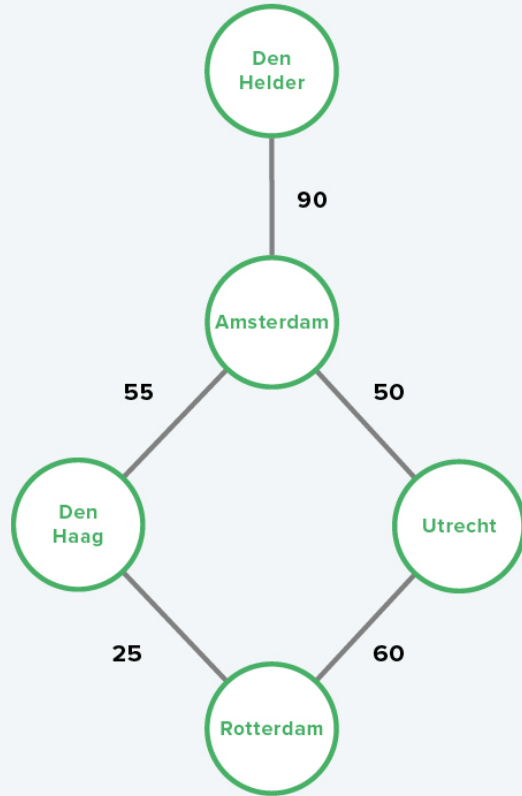 Den
Helder
90
Amsterdam
55
50
Den
Haag
Utrecht
25
60
Rotterdam